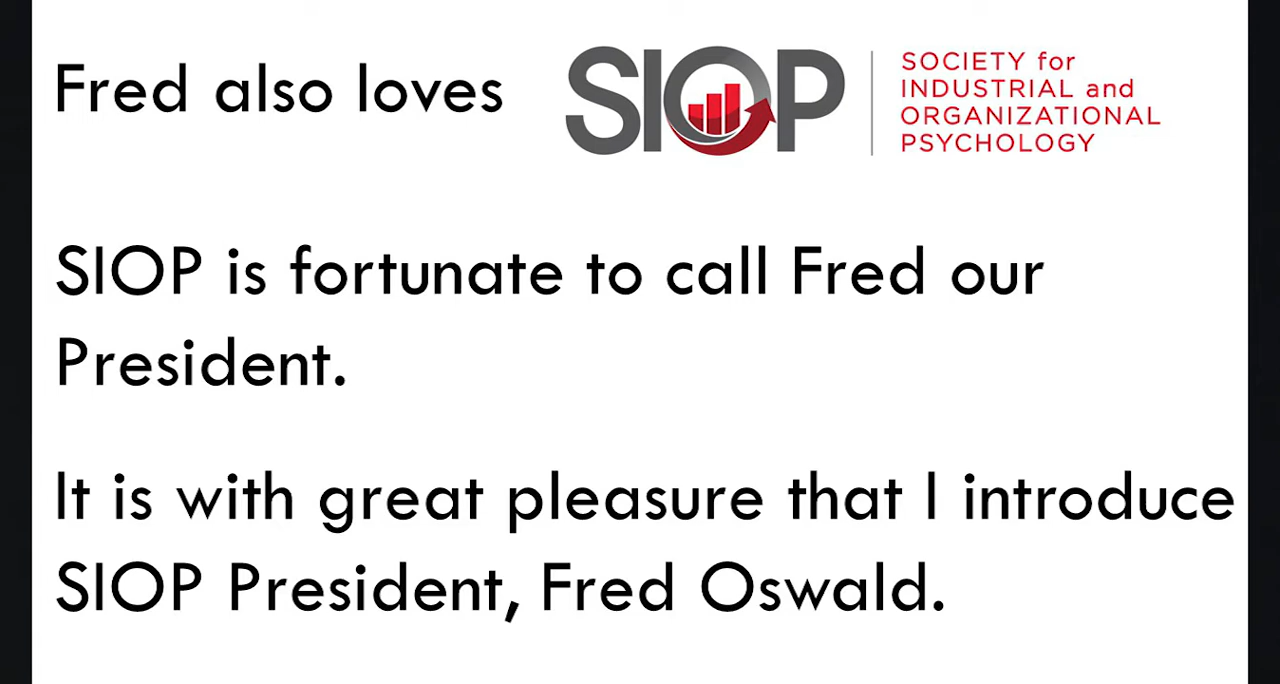 Fred also loves SIOP
SOCIETY for
INDUSTRIAL and
ORGANIZATIONAL
PSYCHOLOGY
SIOP is fortunate to call Fred our
President.
It is with great pleasure that I introduce
SIOP President, Fred Oswald.